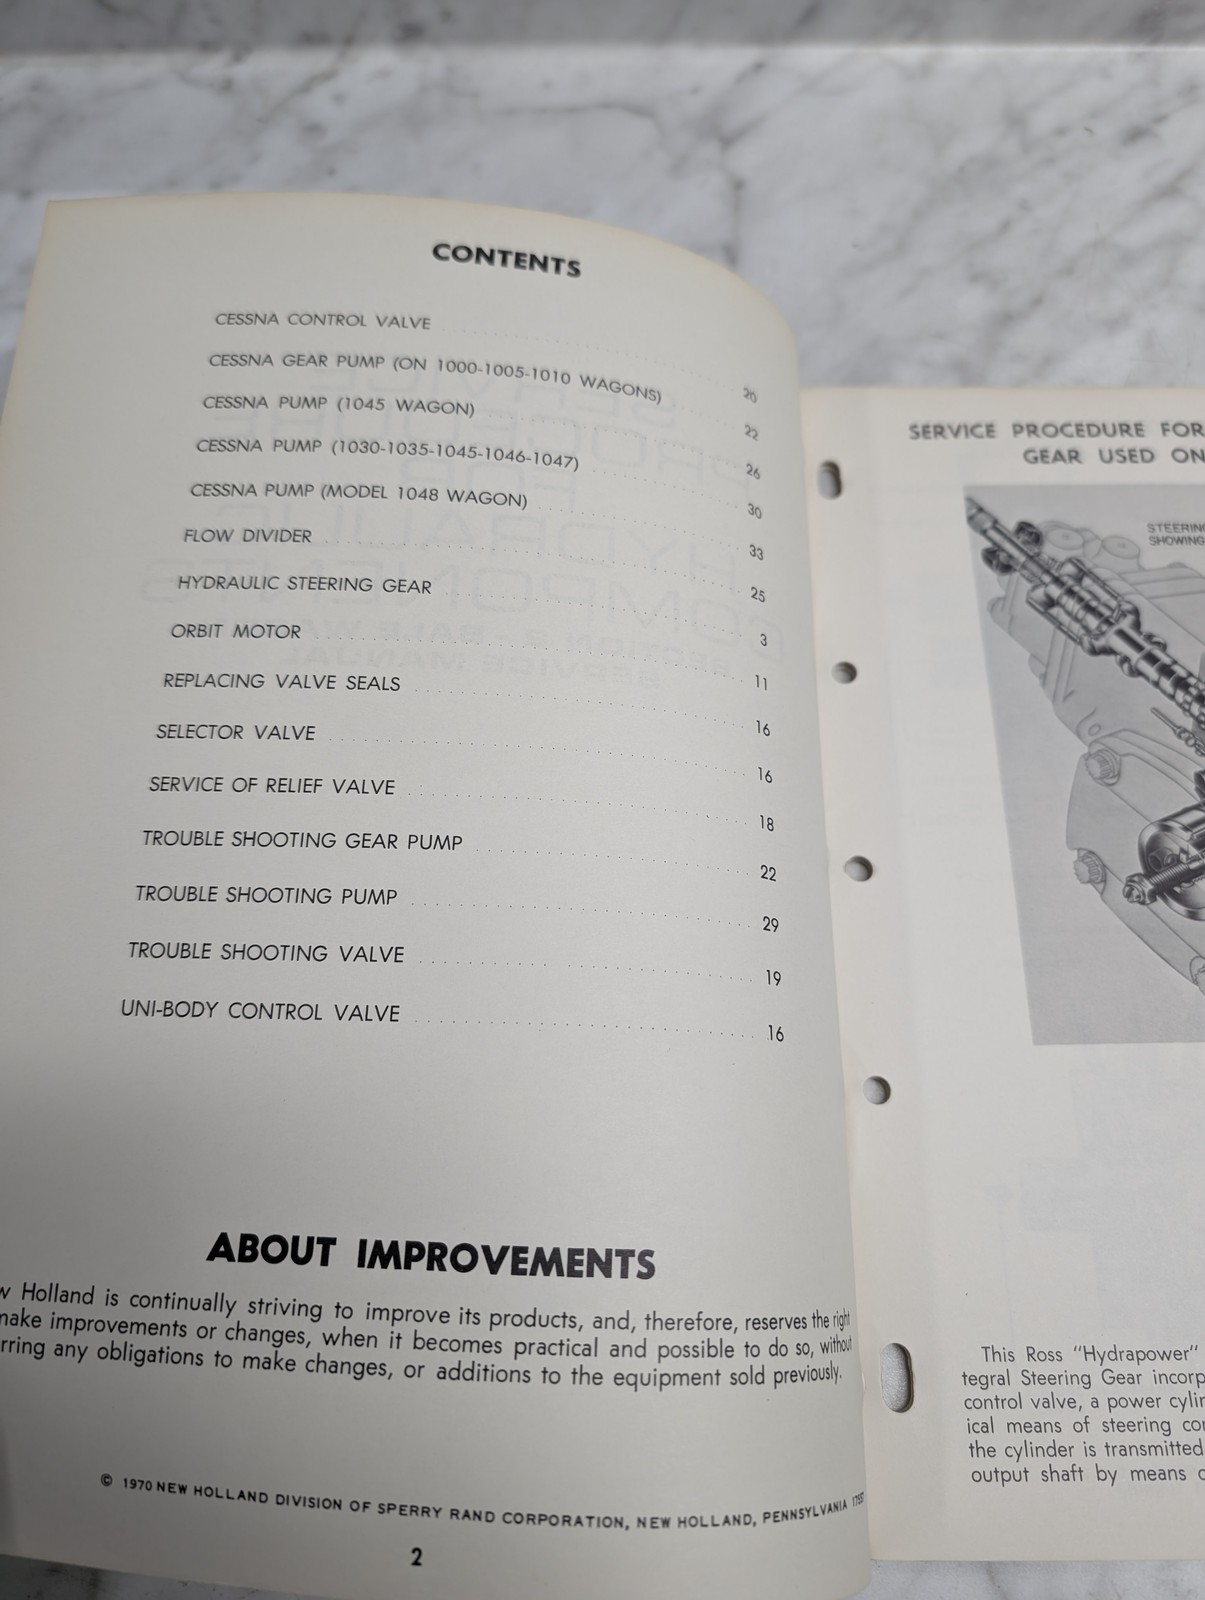 CONTENTS
CESSNA CONTROL VALVE 20
CESSNA GEAR PUMP (ON 1000-1005-1010 WAGONS) 22
CESSNA PUMP (1045 WAGON) 26
CESSNA PUMP (1030-1035-1045-1046-1047) 30
CESSNA PUMP (MODEL 1048 WAGON) 33
FLOW DIVIDER 25
HYDRAULIC STEERING GEAR 3
ORBIT MOTOR 11
REPLACING VALVE SEALS 16
SELECTOR VALVE 16
SERVICE OF RELIEF VALVE 18
TROUBLE SHOOTING GEAR PUMP 22
TROUBLE SHOOTING PUMP 29
TROUBLE SHOOTING VALVE 19
UNI-BODY CONTROL VALVE 16
ABOUT IMPROVEMENTS
w Holland is continually striving to improve its products, and, therefore, reserves the right
make improvements or changes, when it becomes practical and possible to do so, without
rring any obligations to make changes, or additions to the equipment sold previously.
© 1970 NEW HOLLAND DIVISION OF SPERRY RAND CORPORATION, NEW HOLLAND, PENNSYLVANIA 17557
2
SERVICE PROCEDURE FOR
GEAR USED ON
STEERING
SHOWING
This Ross "Hydrapower"
tegral Steering Gear incorp
control valve, a power cylin
ical means of steering con
the cylinder is transmitted
output shaft by means o